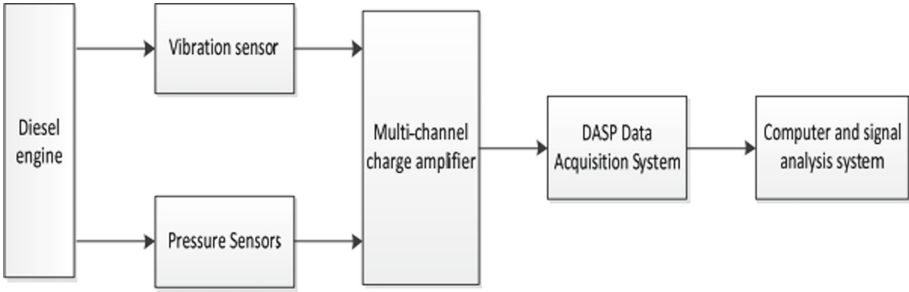 Diesel
engine
Vibration sensor
Pressure Sensors
Multi-channel
charge amplifier
DASP Data
Acquisition System
Computer and signal
analysis system